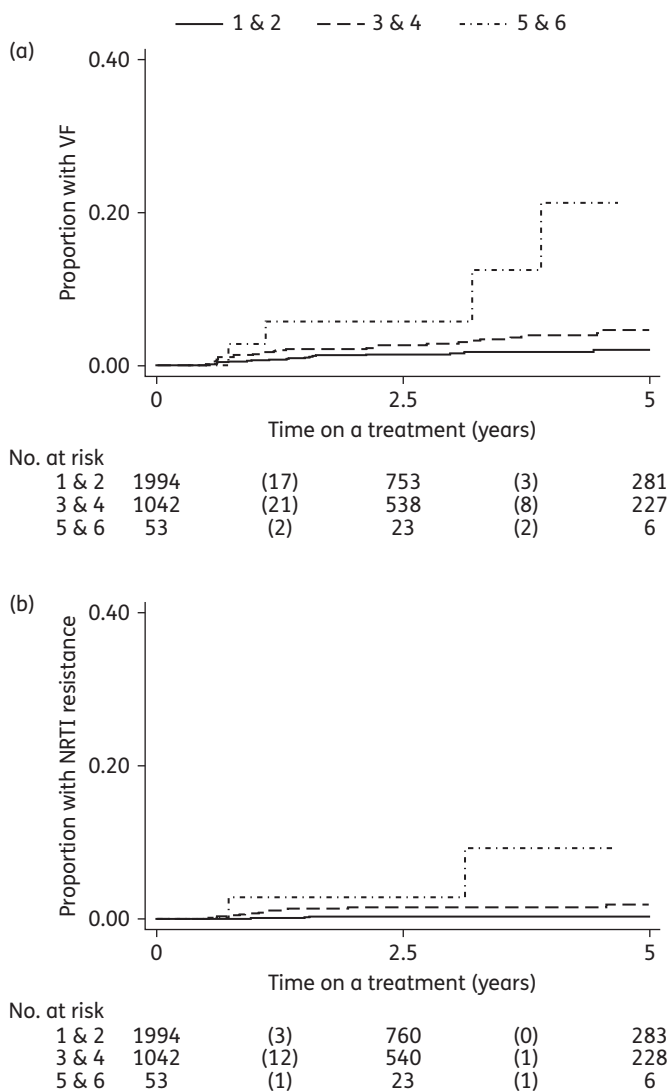 1 & 2 3 & 4 5 & 6
(a)
0.40
0.20
0.00
Proportion with VF
0 2.5 5
Time on a treatment (years)
No. at risk
1 & 2 1994 (17) 753 (3) 281
3 & 4 1042 (21) 538 (8) 227
5 & 6 53 (2) 23 (2) 6
(b)
0.40
0.20
0.00
Proportion with NRTI resistance
0 2.5 5
Time on a treatment (years)
No. at risk
1 & 2 1994 (3) 760 (0) 283
3 & 4 1042 (12) 540 (1) 228
5 & 6 53 (1) 23 (1) 6